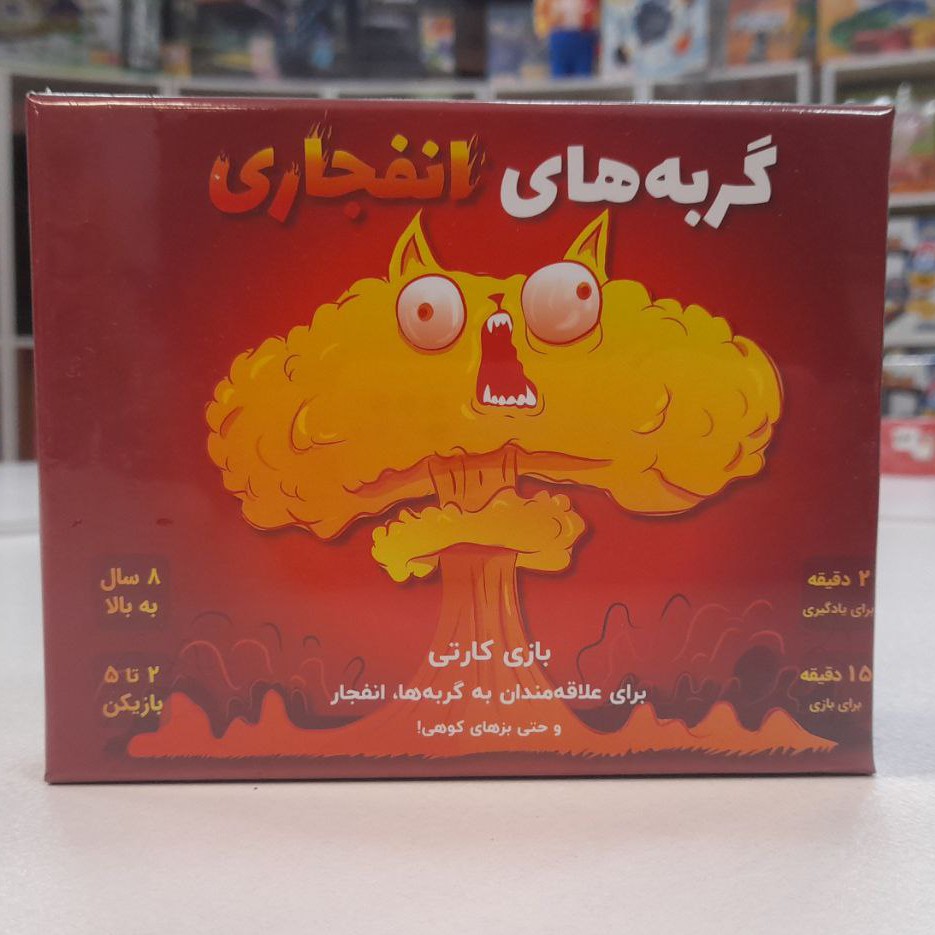 گربه‌های انفجاری
۸ سال
به بالا
۲ تا ۵
بازیکن
۲ دقیقه
برای یادگیری
۱۵ دقیقه
برای بازی
بازی کارتی
برای علاقه‌مندان به گربه‌ها، انفجار
و حتی بزهای کوهی!